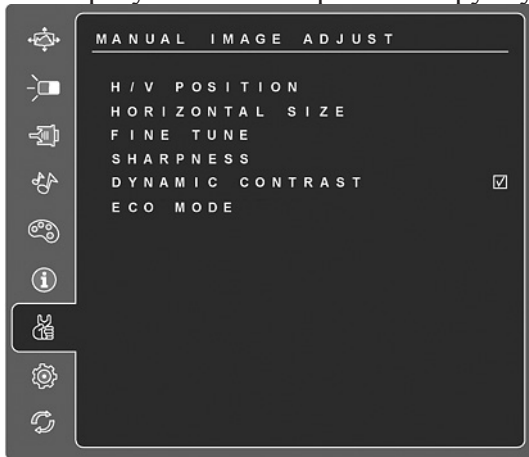 MANUAL IMAGE ADJUST
H/V POSITION
HORIZONTAL SIZE
FINE TUNE
SHARPNESS
DYNAMIC CONTRAST
ECO MODE